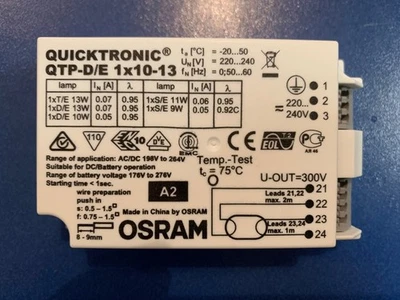 QUICKTRONIC®
QTP-D/E 1x10-13
ta [°C] -20...50
UN [V] 220...240
fN [Hz] 0;50...60
lamp IN [A] λ
1xT/E 13W 0.07 0.95
1xD/E 13W 0.07 0.95
1xD/E 10W 0.05 0.95
lamp IN [A] λ
1xS/E 11W 0.06 0.95
1xS/E 9W 0.05 0.92C
1
2
3
220...
240V
110
10
EMC
EOL
Range of application: AC/DC 198V to 264V
Suitable for DC/Battery operation
Range of battery voltage 176V to 276V
Starting time < 1sec.
Temp.-Test
tc = 75°C
U-OUT=300V
wire preparation
push in
s: 0.5 - 1.5
f: 0.75 - 1.5
8 - 9mm
A2
Made in China by OSRAM
OSRAM
Leads 21,22
max. 2m
Leads 23,24
max. 1m
21
22
23
24